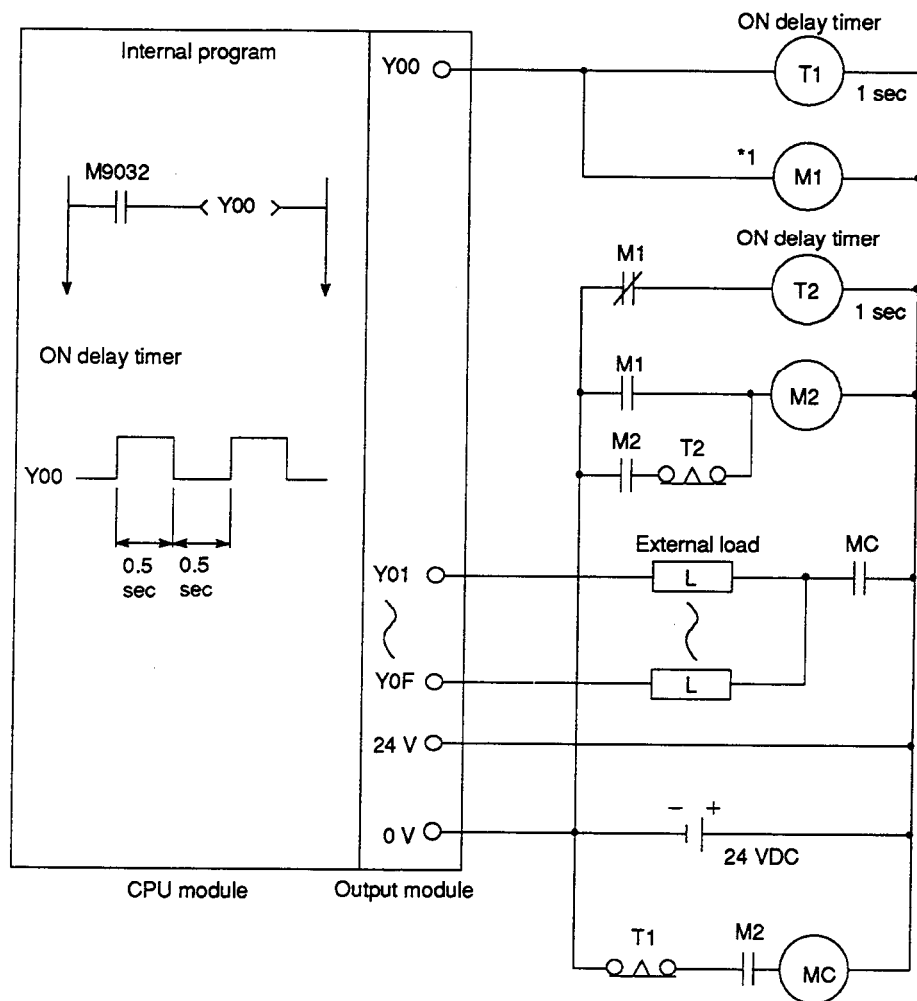 ON delay timer
Internal program
Y00
T1
1 sec
M9032
*1
M1
Y00
ON delay timer
M1
T2
1 sec
ON delay timer
M1
M2
M2
T2
Y00
0.5 sec
0.5 sec
External load
MC
Y01
L
Y0F
L
24 V
− +
0 V
24 VDC
CPU module
Output module
T1
M2
MC